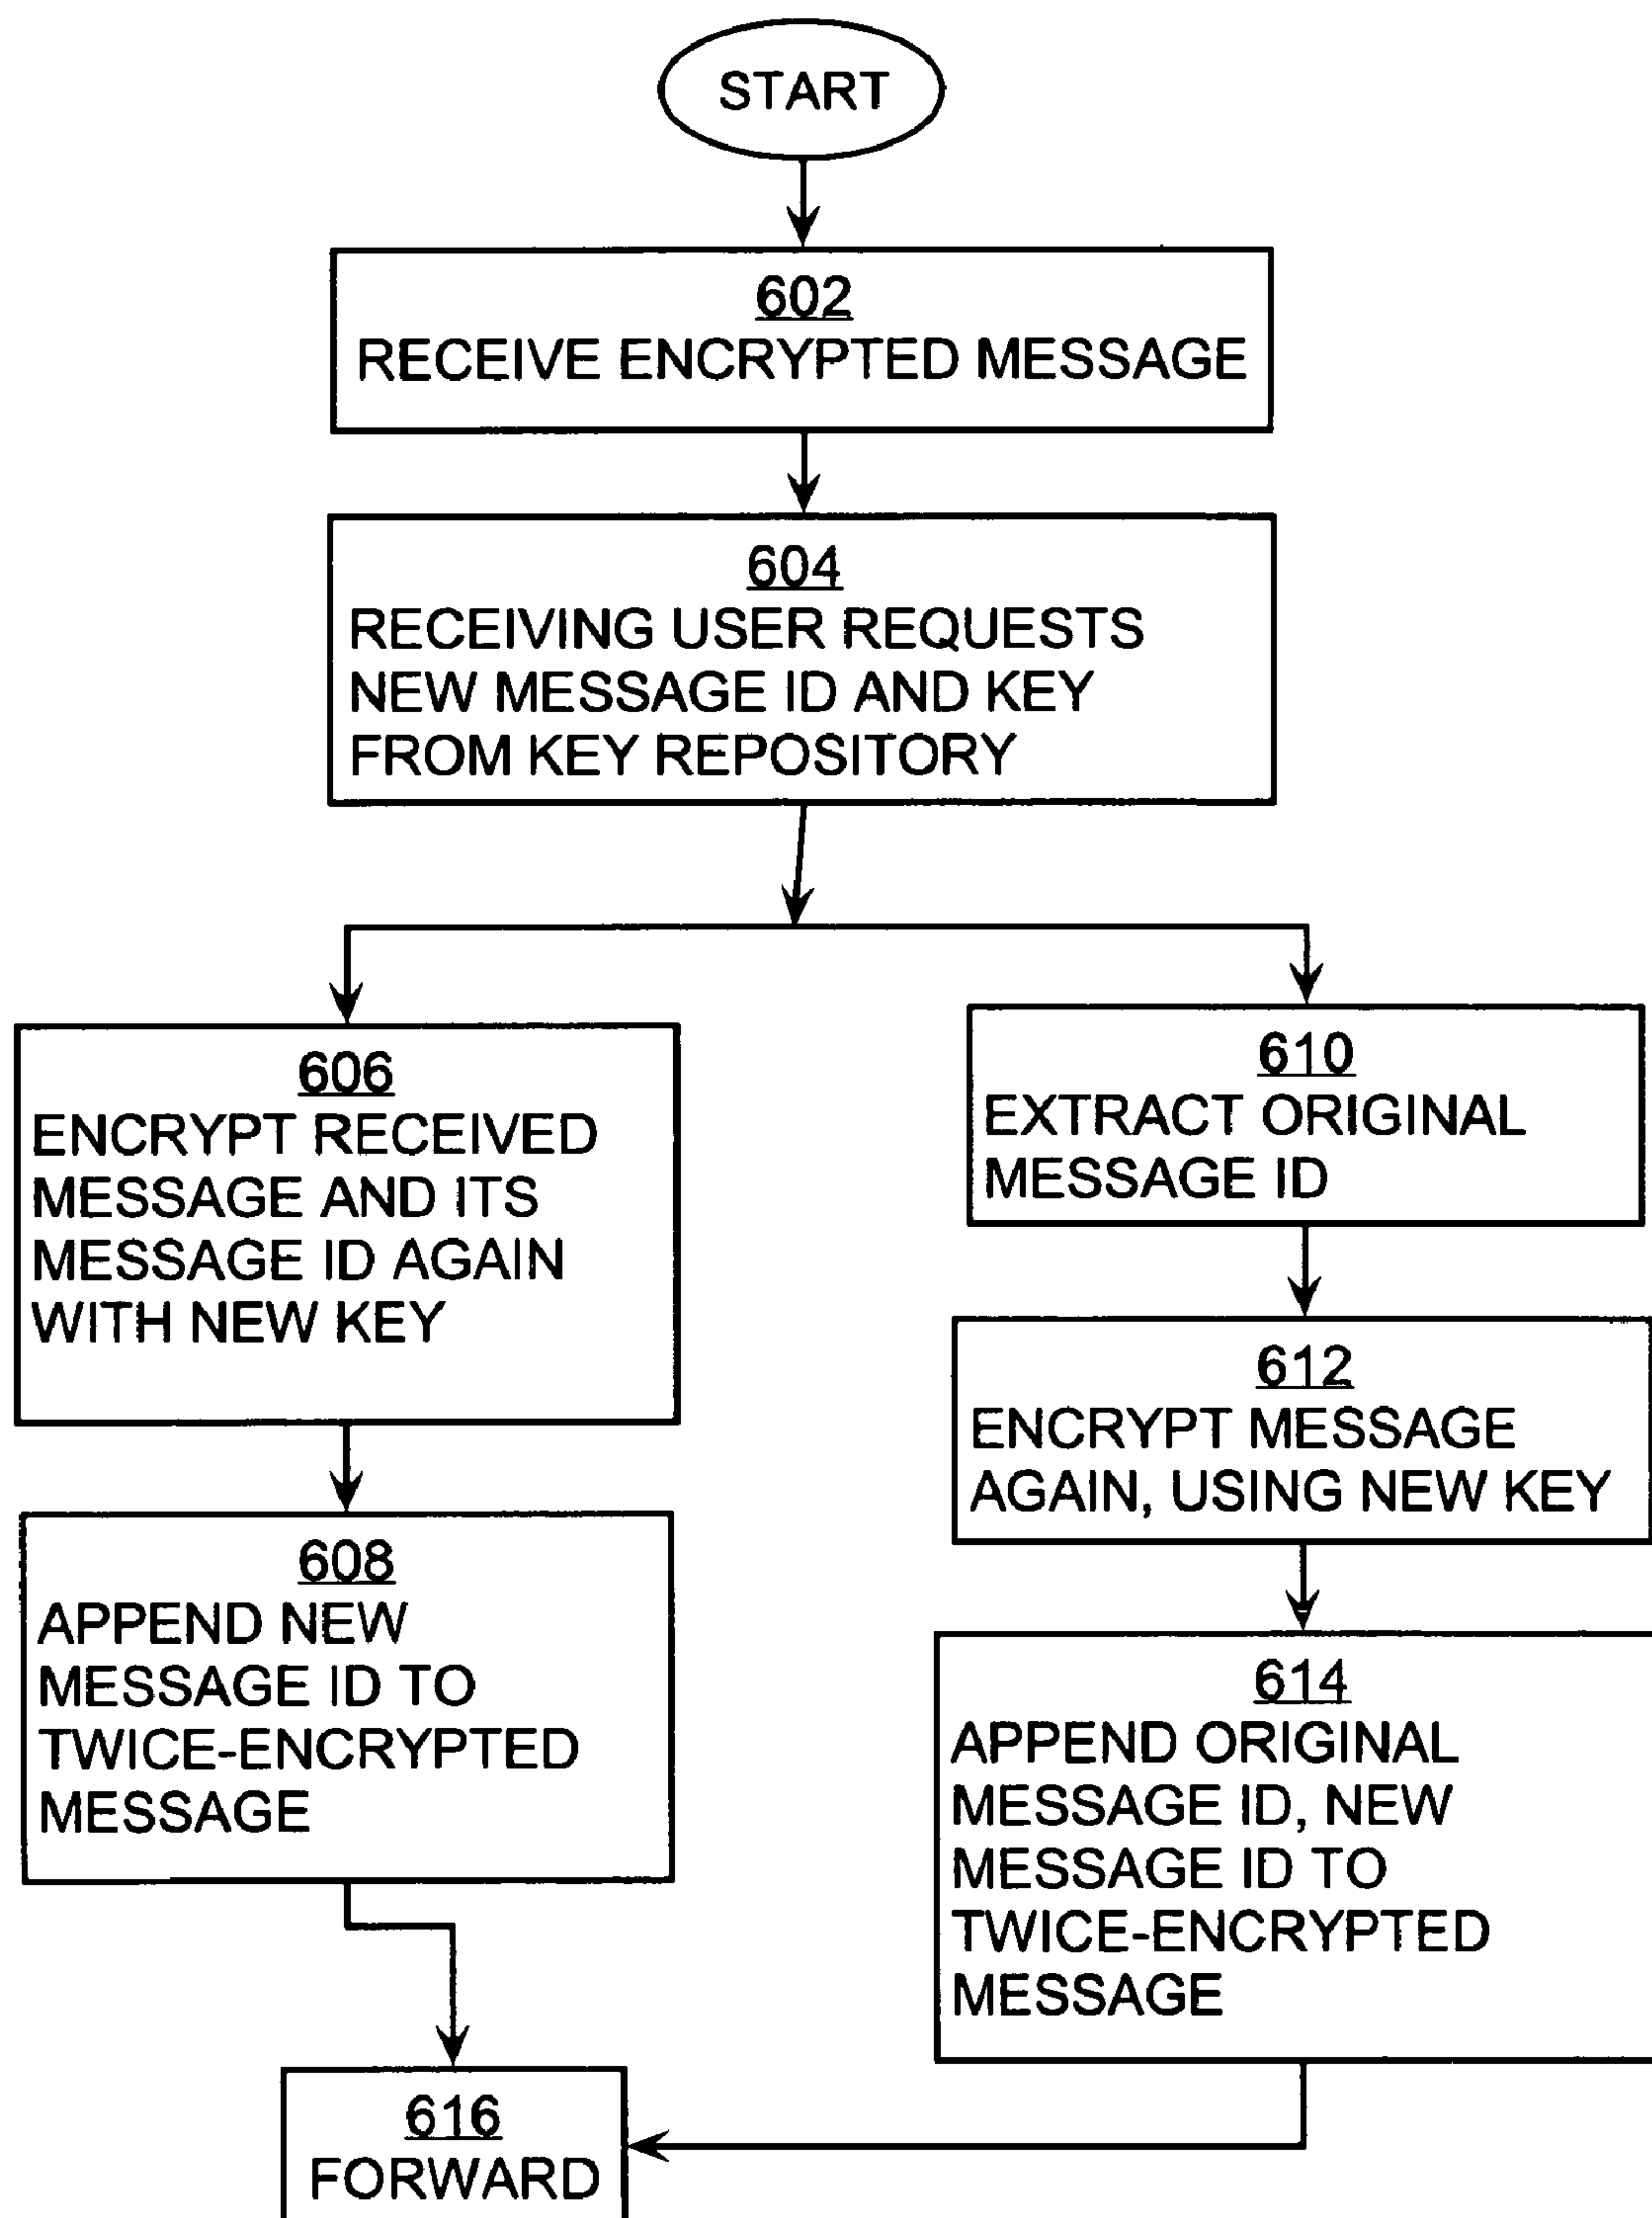 START
602
RECEIVE ENCRYPTED MESSAGE
604
RECEIVING USER REQUESTS
NEW MESSAGE ID AND KEY
FROM KEY REPOSITORY
606
ENCRYPT RECEIVED
MESSAGE AND ITS
MESSAGE ID AGAIN
WITH NEW KEY
608
APPEND NEW
MESSAGE ID TO
TWICE-ENCRYPTED
MESSAGE
610
EXTRACT ORIGINAL
MESSAGE ID
612
ENCRYPT MESSAGE
AGAIN, USING NEW KEY
614
APPEND ORIGINAL
MESSAGE ID, NEW
MESSAGE ID TO
TWICE-ENCRYPTED
MESSAGE
616
FORWARD